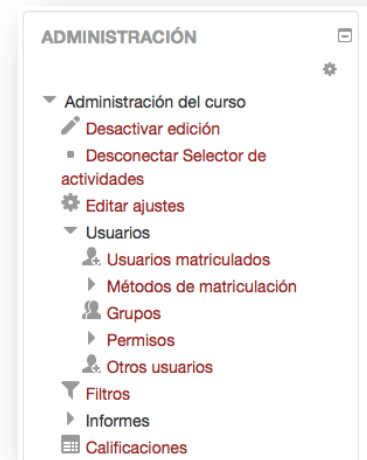 ADMINISTRACIÓN
Administración del curso
Desactivar edición
Desconectar Selector de
actividades
Editar ajustes
Usuarios
Usuarios matriculados
Métodos de matriculación
Grupos
Permisos
Otros usuarios
Filtros
Informes
Calificaciones